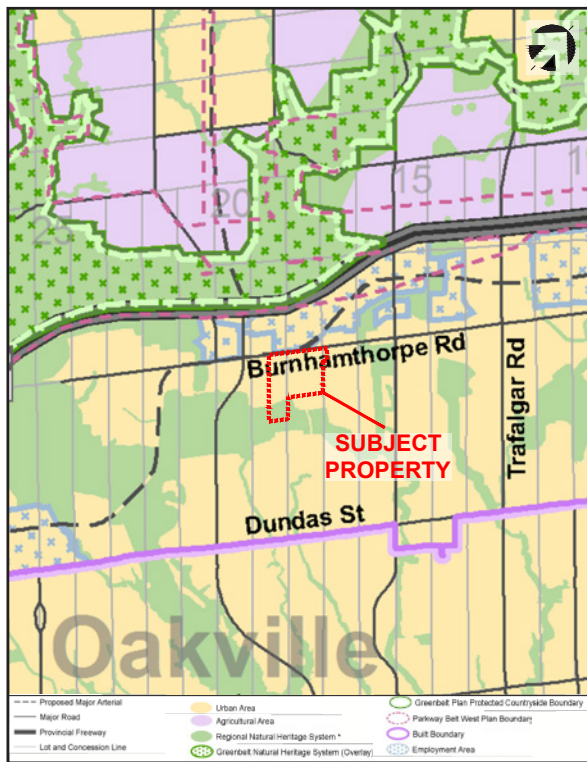 15
20
25
Burnhamthorpe Rd
Trafalgar Rd
SUBJECT
PROPERTY
Dundas St
Oakville
Proposed Major Arterial
Major Road
Provincial Freeway
Lot and Concession Line
Urban Area
Agricultural Area
Regional Natural Heritage System *
Greenbelt Natural Heritage System (Overlay)
Greenbelt Plan Protected Countryside Boundary
Parkway Belt West Plan Boundary
Built Boundary
Employment Area